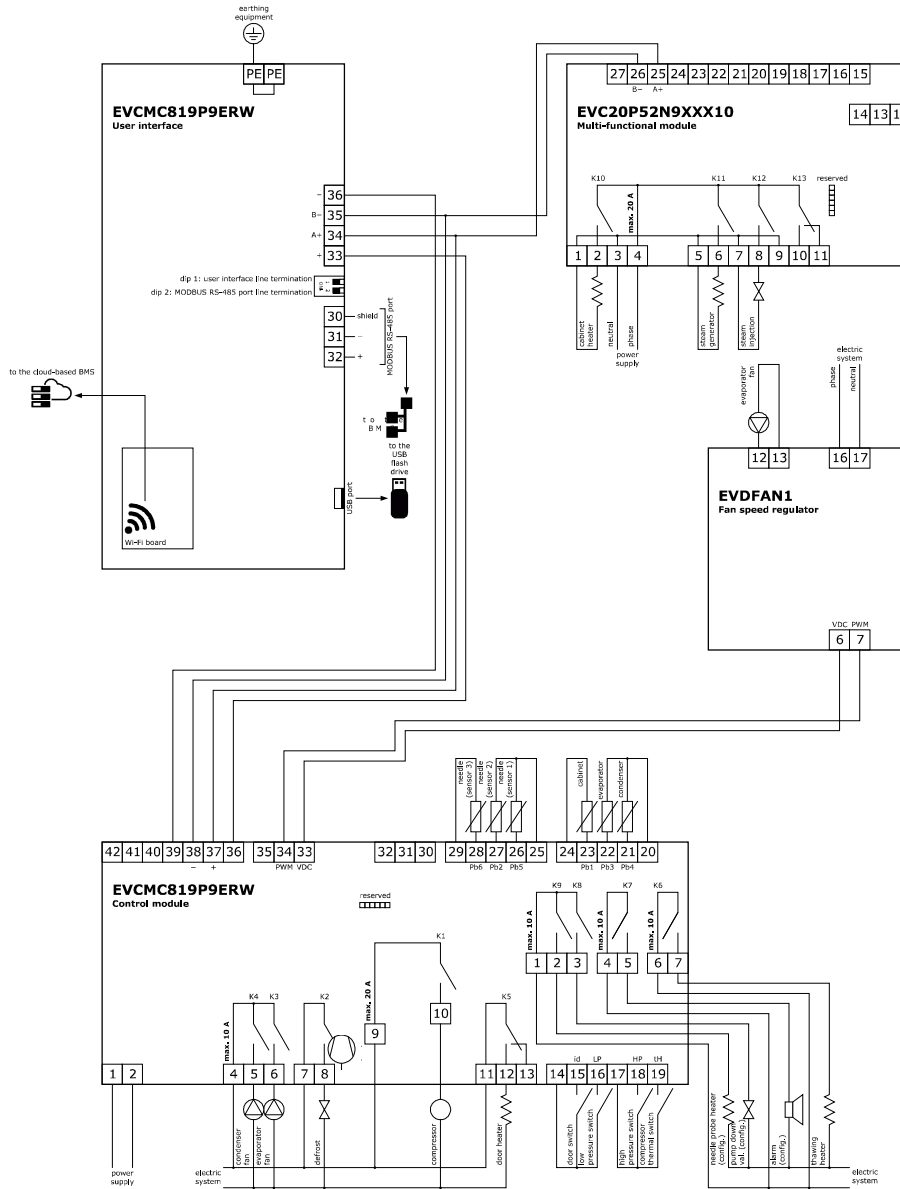 earthing
equipment
PE PE
EVCMC819P9ERW
User interface
- 36
B- 35
A+ 34
+ 33
dip 1: user interface line termination
dip 2: MODBUS RS-485 port line termination
30 shield
31 -
32 +
MODBUS RS-485 port
to the cloud-based BMS
to the
USB
flash
drive
USB port
Wi-Fi board
27 26 25 24 23 22 21 20 19 18 17 16 15
B- A+
EVC20P52N9XXX10
Multi-functional module
14 13 1
K10 K11 K12 K13 reserved
max. 20 A
1 2 3 4 5 6 7 8 9 10 11
cabinet
heater
neutral
phase
power
supply
steam
generator
steam
injection
evaporator
fan
electric
system
phase
neutral
12 13 16 17
EVDFAN1
Fan speed regulator
VDC PWM
6 7
needle
(sensor 3)
needle
(sensor 2)
needle
(sensor 1)
cabinet
evaporator
condenser
42 41 40 39 38 37 36 35 34 33 32 31 30 29 28 27 26 25 24 23 22 21 20
- + PWM VDC Pb6 Pb2 Pb5 Pb1 Pb3 Pb4
EVCMC819P9ERW
Control module
reserved
K9 K8 K7 K6
max. 10 A max. 10 A max. 10 A
1 2 3 4 5 6 7
K1
max. 20 A
9 10
K4 K3 K2 K5
max. 10 A
1 2 4 5 6 7 8 11 12 13 14 15 16 17 18 19
id LP HP tH
power
supply
condenser
fan
evaporator
fan
defrost
compressor
door heater
door switch
low
pressure switch
high
pressure switch
compressor
thermal switch
needle probe heater
(config.)
pump down
val. (config.)
alarm
(config.)
thawing
heater
electric
system
electric
system